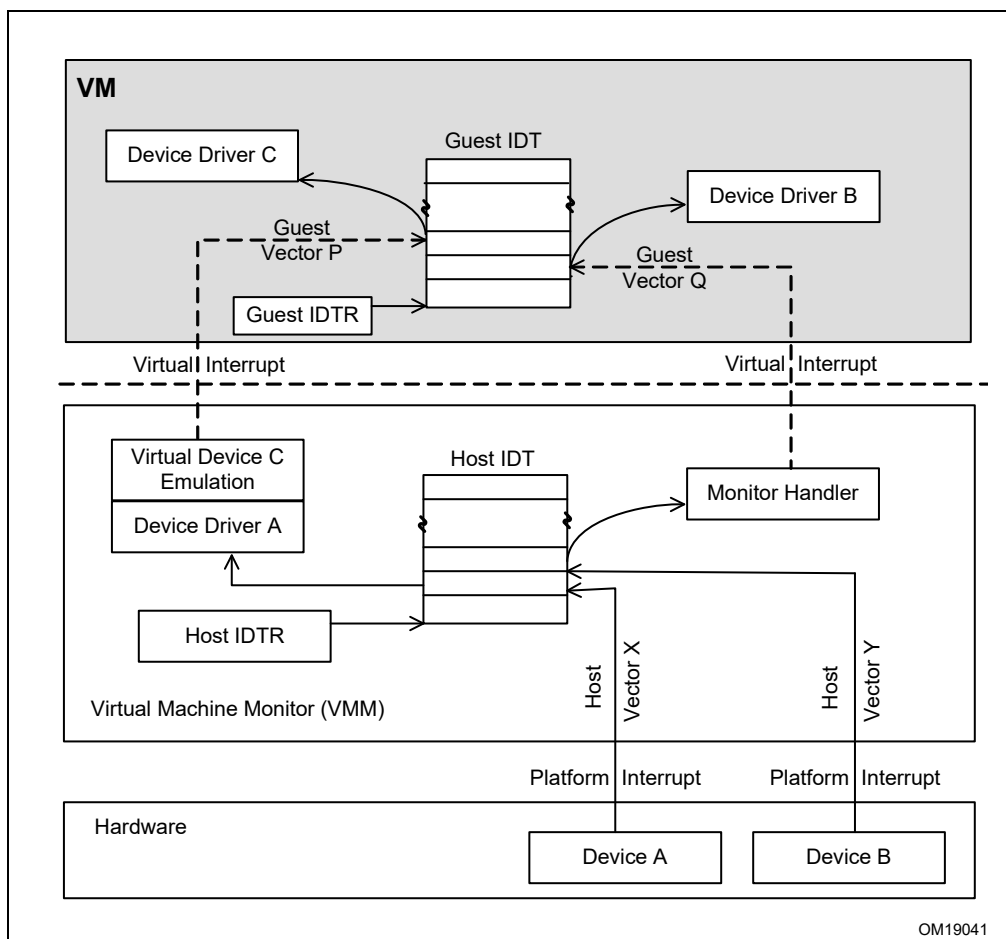 VM
Guest IDT
Device Driver C
Device Driver B
Guest
Vector P
Guest
Vector Q
Guest IDTR
Virtual Interrupt
Virtual Interrupt
Virtual Device C
Emulation
Host IDT
Monitor Handler
Device Driver A
Host IDTR
Host
Vector X
Host
Vector Y
Virtual Machine Monitor (VMM)
Platform Interrupt
Platform Interrupt
Hardware
Device A
Device B
OM19041